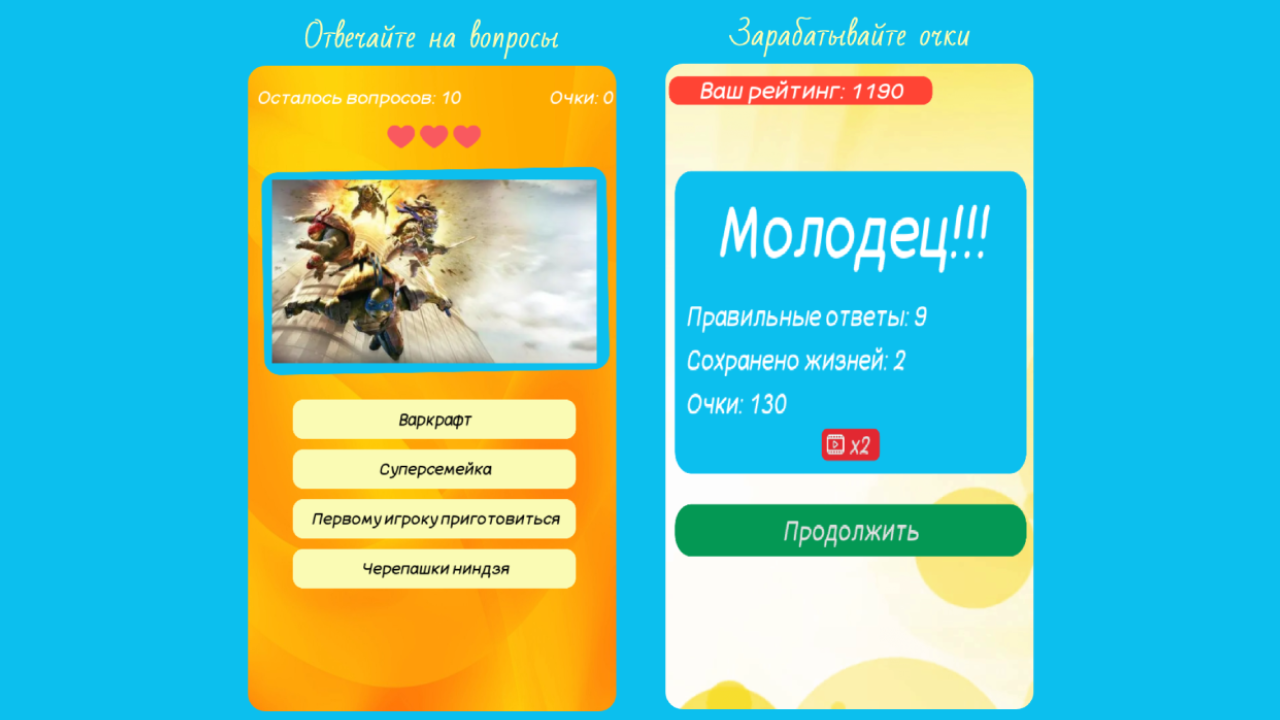 Отвечайте на вопросы
Осталось вопросов: 10
Очки: 0
Варкрафт
Суперсемейка
Первому игроку приготовиться
Черепашки ниндзя
Зарабатывайте очки
Ваш рейтинг: 1190
Молодец!!!
Правильные ответы: 9
Сохранено жизней: 2
Очки: 130
x2
Продолжить